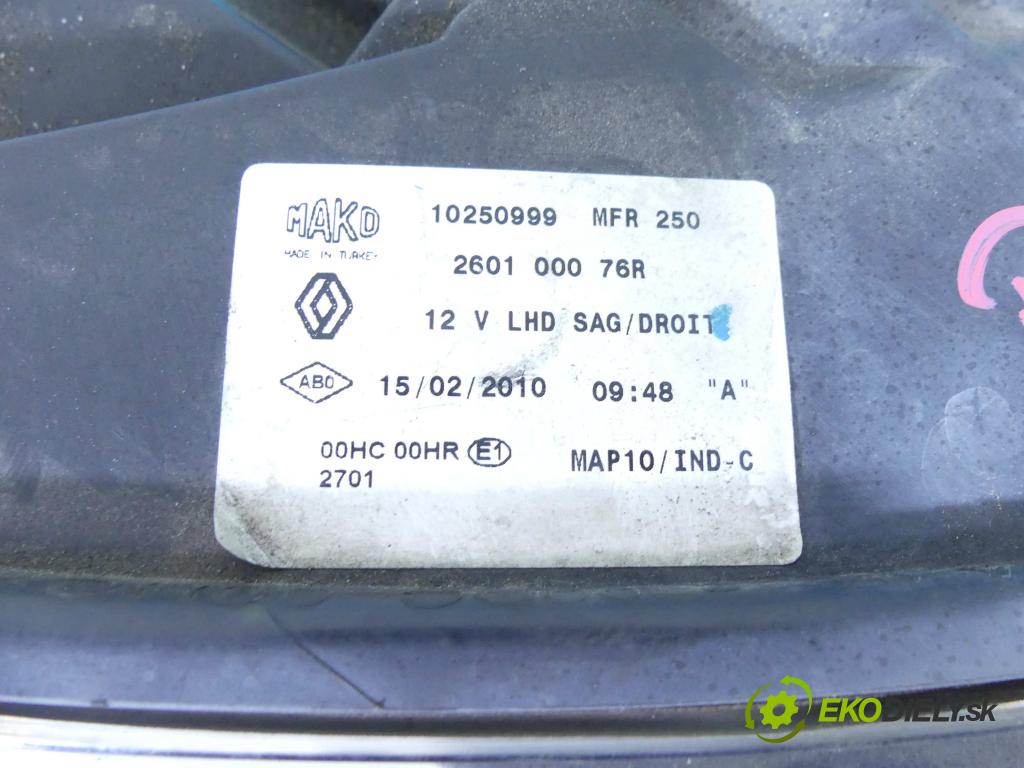 MAKO
MADE IN TURKEY
10250999 MFR 250
2601 000 76R
12 V LHD SAG/DROIT
ABO 15/02/2010 09:48 "A"
00HC 00HR E1
2701
MAP10/IND-C
EKODIELY.SK